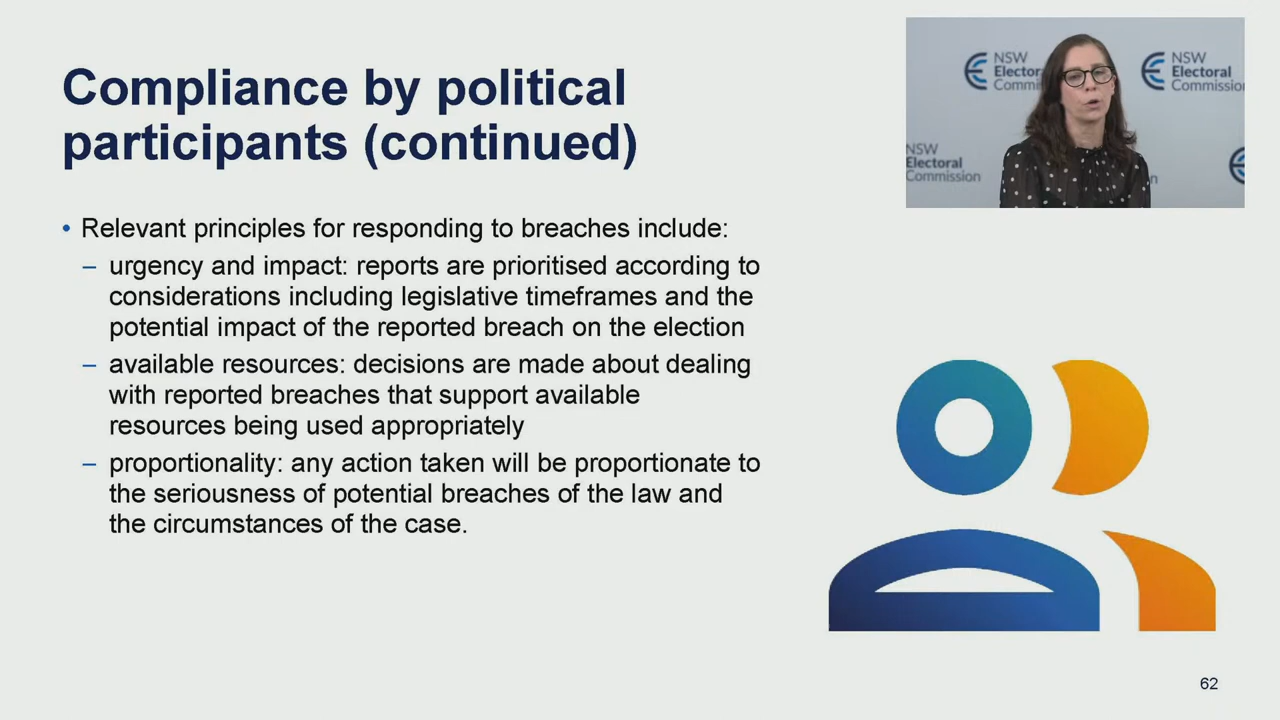 Compliance by political
participants (continued)
• Relevant principles for responding to breaches include:
– urgency and impact: reports are prioritised according to
considerations including legislative timeframes and the
potential impact of the reported breach on the election
– available resources: decisions are made about dealing
with reported breaches that support available
resources being used appropriately
– proportionality: any action taken will be proportionate to
the seriousness of potential breaches of the law and
the circumstances of the case.
NSW
Electoral
Commission
NSW
Electoral
Commission
62